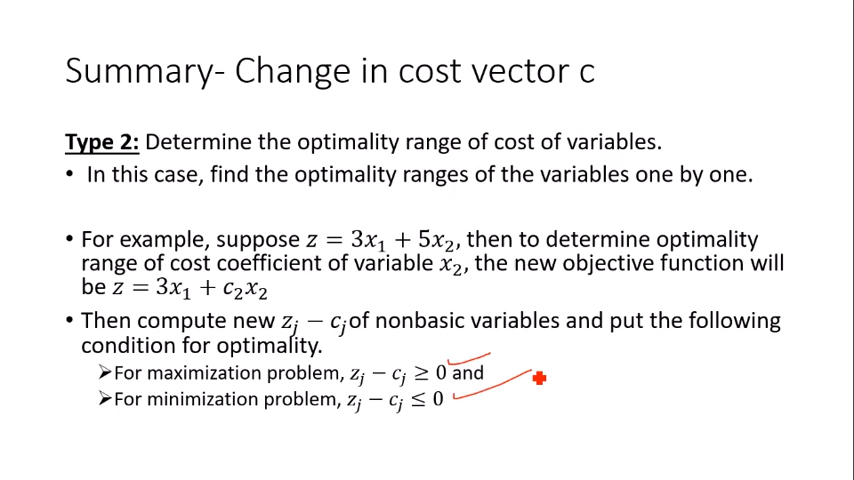 Summary- Change in cost vector c
Type 2: Determine the optimality range of cost of variables.
• In this case, find the optimality ranges of the variables one by one.
• For example, suppose z = 3x₁ + 5x₂, then to determine optimality
range of cost coefficient of variable x₂, the new objective function will
be z = 3x₁ + c₂x₂
• Then compute new zⱼ − cⱼof nonbasic variables and put the following
condition for optimality.
➢For maximization problem, zⱼ − cⱼ ≥ 0 and
➢For minimization problem, zⱼ − cⱼ ≤ 0